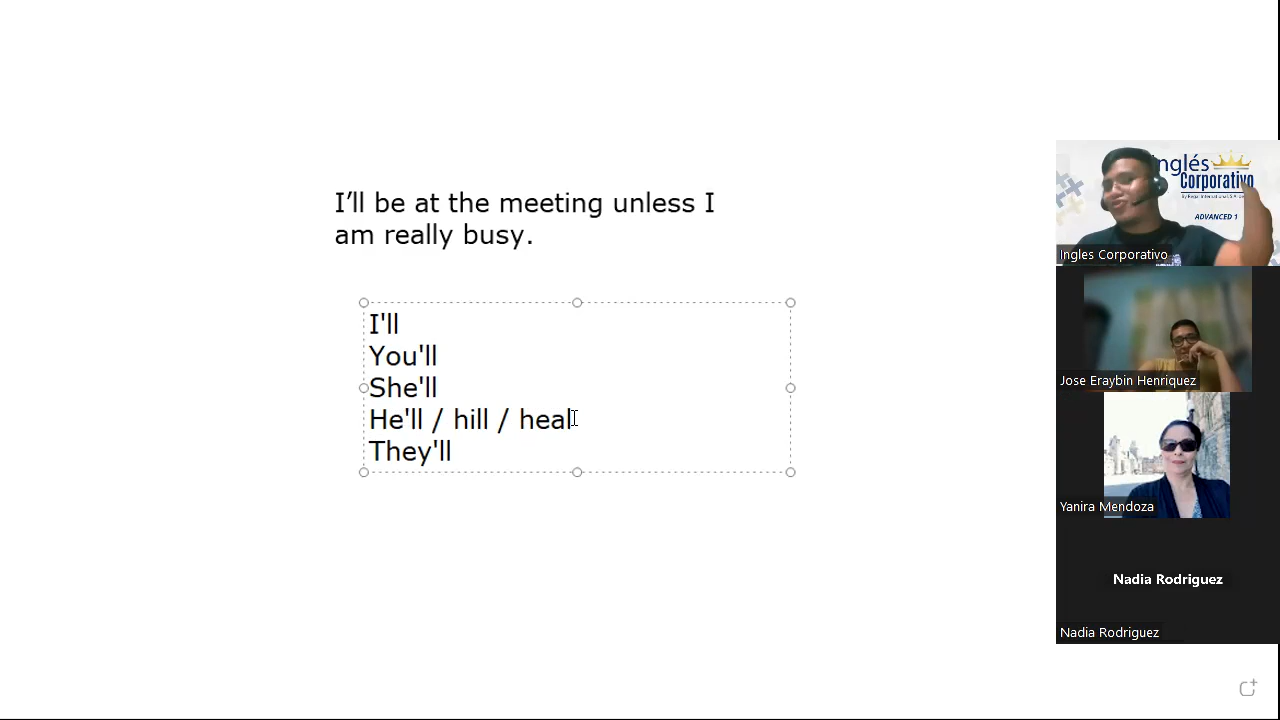 I’ll be at the meeting unless I
am really busy.
I'll
You'll
She'll
He'll / hill / heal
They'll
Inglés
Corporativo
ADVANCED 1
Ingles Corporativo
Jose Eraybin Henriquez
Yanira Mendoza
Nadia Rodriguez
Nadia Rodriguez